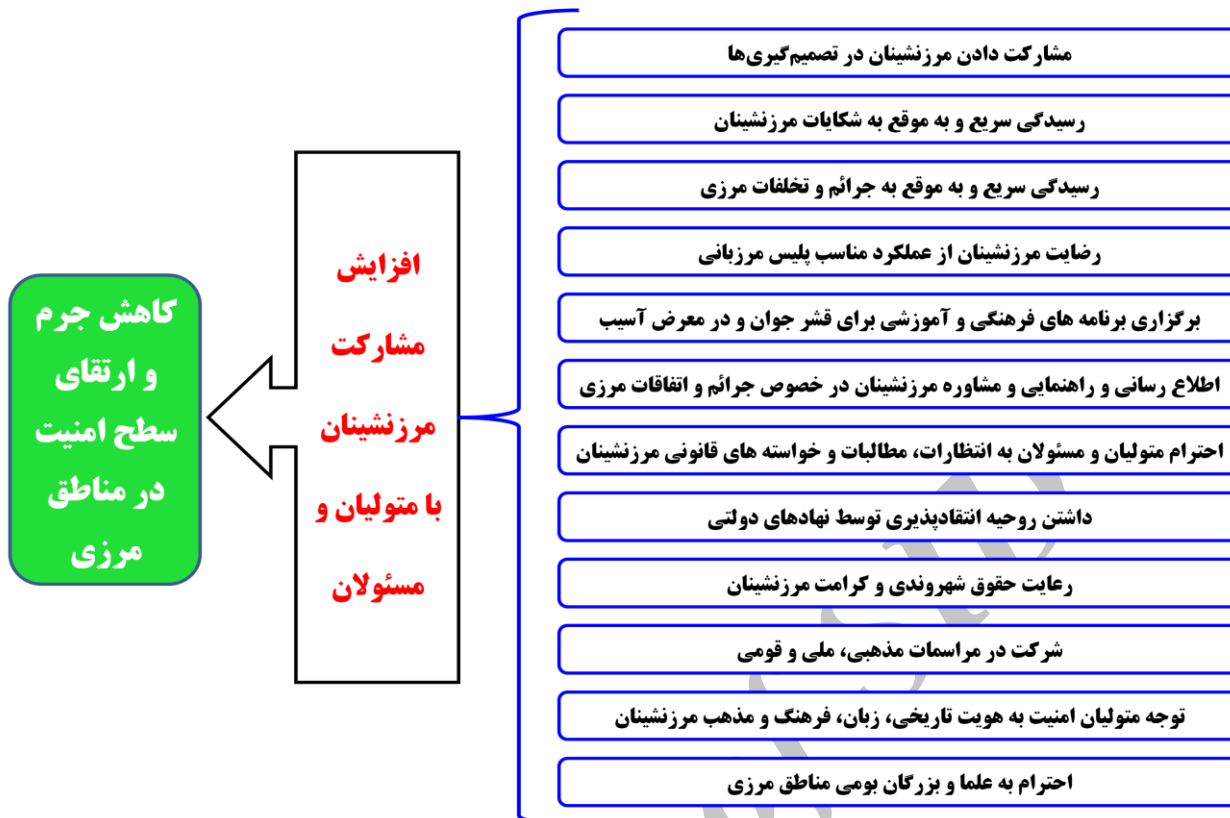 مشارکت دادن مرزنشینان در تصمیم‌گیری‌ها
رسیدگی سریع و به موقع به شکایات مرزنشینان
رسیدگی سریع و به موقع به جرائم و تخلفات مرزی
رضایت مرزنشینان از عملکرد مناسب پلیس مرزبانی
برگزاری برنامه های فرهنگی و آموزشی برای قشر جوان و در معرض آسیب
اطلاع رسانی و راهنمایی و مشاوره مرزنشینان در خصوص جرائم و اتفاقات مرزی
احترام متولیان و مسئولان به انتظارات، مطالبات و خواسته های قانونی مرزنشینان
داشتن روحیه انتقادپذیری توسط نهادهای دولتی
رعایت حقوق شهروندی و کرامت مرزنشینان
شرکت در مراسمات مذهبی، ملی و قومی
توجه متولیان امنیت به هویت تاریخی، زبان، فرهنگ و مذهب مرزنشینان
احترام به علما و بزرگان بومی مناطق مرزی
افزایش
مشارکت
مرزنشینان
با متولیان و
مسئولان
کاهش جرم
و ارتقای
سطح امنیت
در مناطق
مرزی